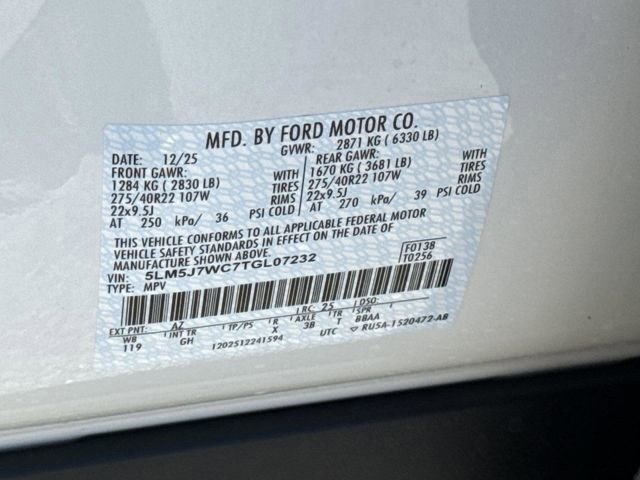 MFD. BY FORD MOTOR CO.
DATE: 12/25 GVWR: 2871 KG ( 6330 LB)
FRONT GAWR: REAR GAWR:
1284 KG ( 2830 LB) WITH 1670 KG ( 3681 LB) WITH
275/40R22 107W TIRES 275/40R22 107W TIRES
22x9.5J RIMS 22x9.5J RIMS
AT 250 kPa/ 36 PSI COLD AT 270 kPa/ 39 PSI COLD
THIS VEHICLE CONFORMS TO ALL APPLICABLE FEDERAL MOTOR
VEHICLE SAFETY STANDARDS IN EFFECT ON THE DATE OF
MANUFACTURE SHOWN ABOVE.
VIN: 5LM5J7WC7TGL07232 F0138
TYPE: MPV T0256
EXT PNT: AZ RC: 25 DSO:
WB INT TR TP/PS R AXLE TR SPR
119 GH X 3B T BBAA
1202512241594 UTC RUSA-1520472-AB